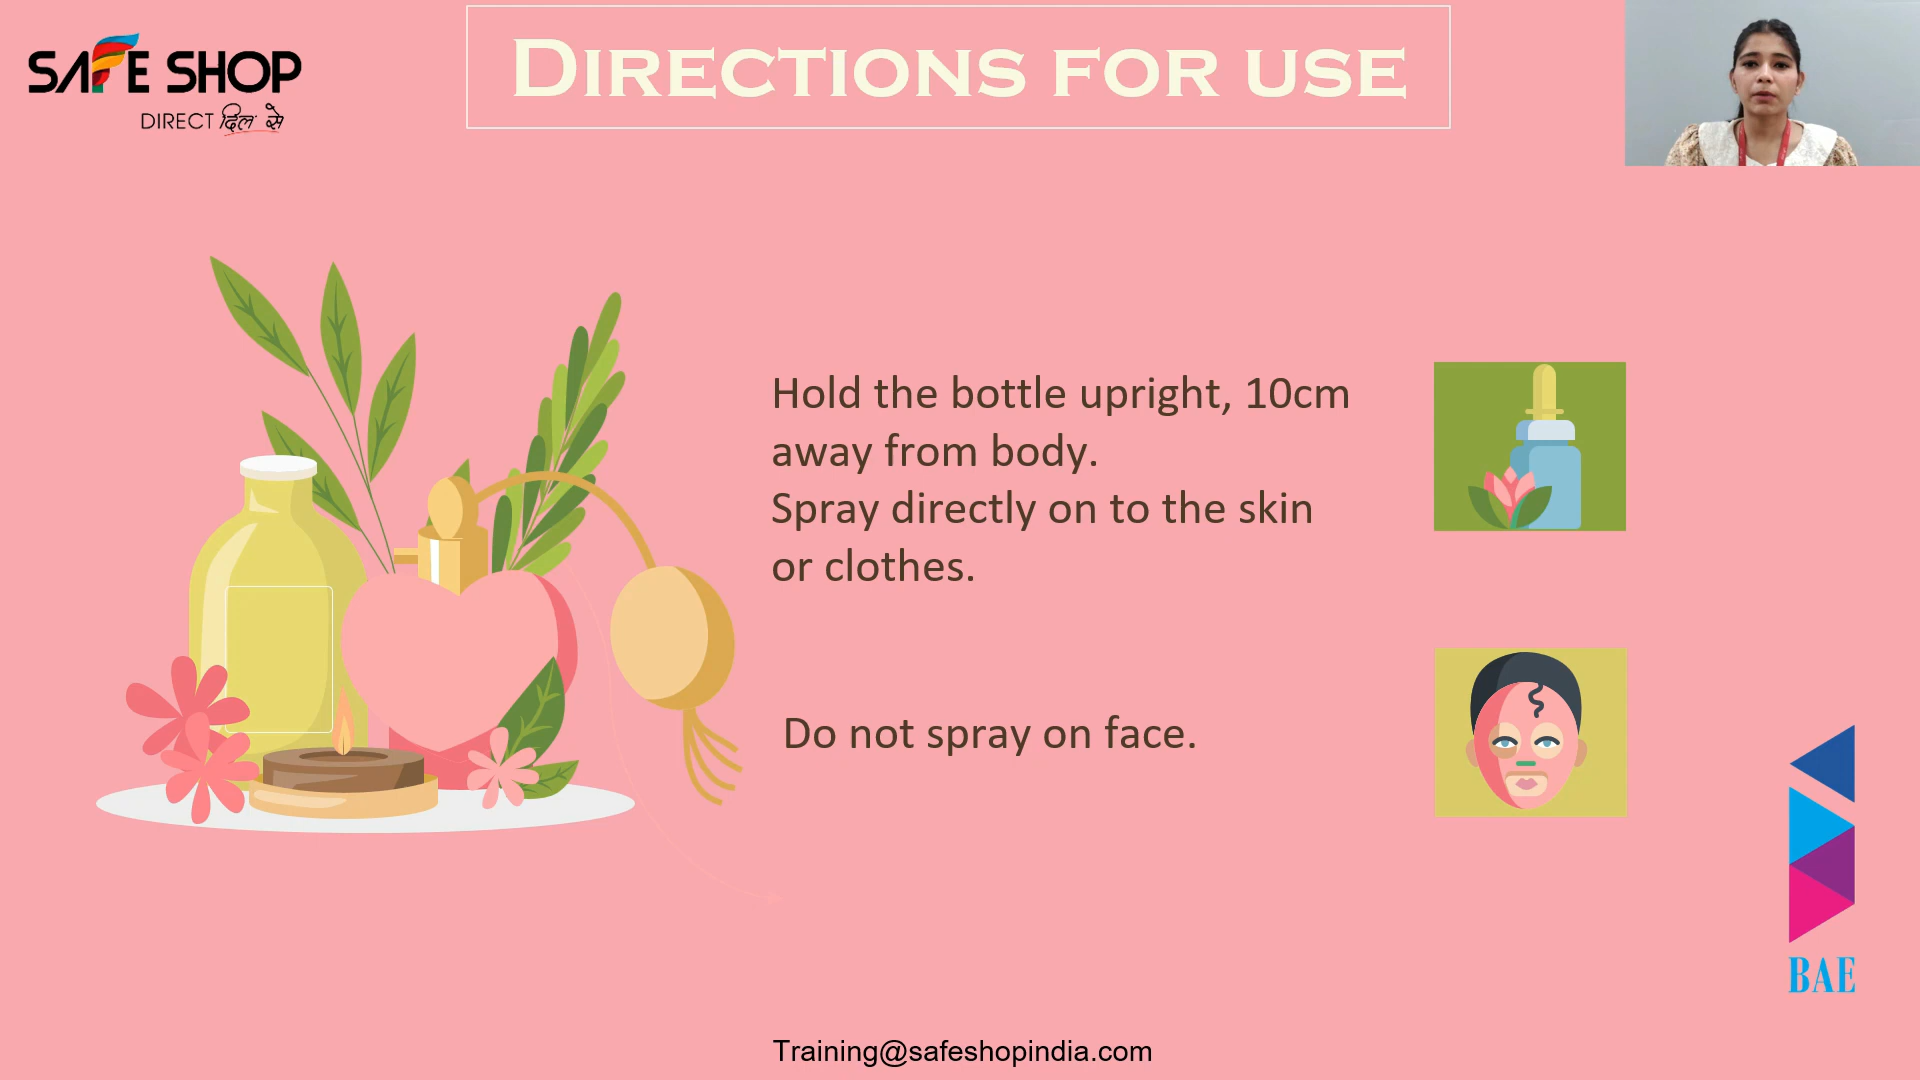 SAFE SHOP
DIRECT दिल से
DIRECTIONS FOR USE
Hold the bottle upright, 10cm
away from body.
Spray directly on to the skin
or clothes.
Do not spray on face.
BAE
Training@safeshopindia.com